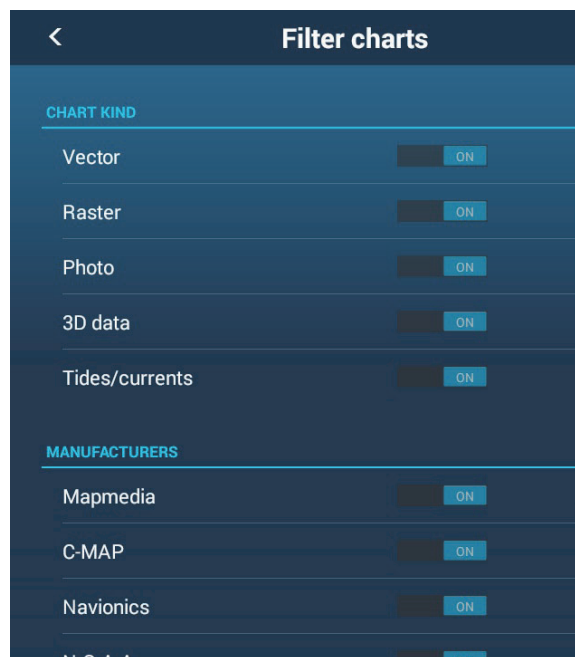 Filter charts
CHART KIND
Vector ON
Raster ON
Photo ON
3D data ON
Tides/currents ON
MANUFACTURERS
Mapmedia ON
C-MAP ON
Navionics ON